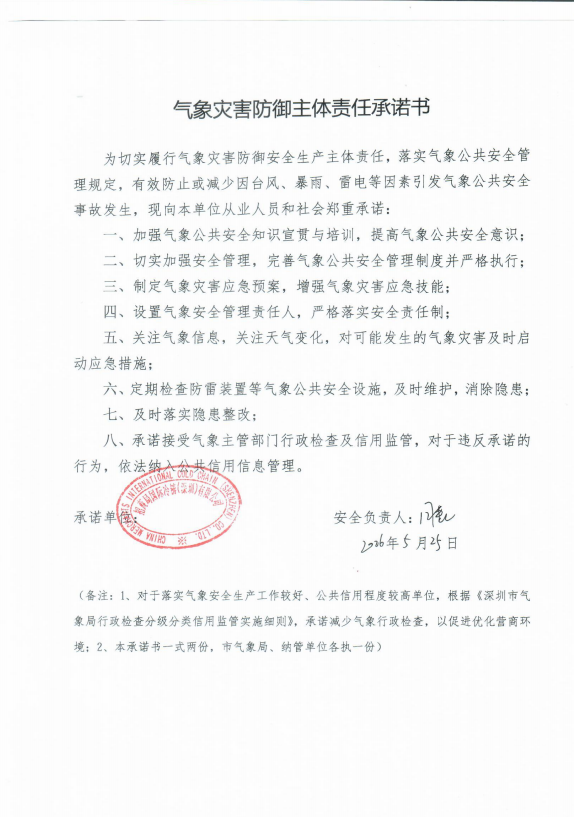 气象灾害防御主体责任承诺书
为切实履行气象灾害防御安全生产主体责任，落实气象公共安全管
理规定，有效防止或减少因台风、暴雨、雷电等因素引发气象公共安全
事故发生，现向本单位从业人员和社会郑重承诺：
一、加强气象公共安全知识宣贯与培训，提高气象公共安全意识；
二、切实加强安全管理，完善气象公共安全管理制度并严格执行；
三、制定气象灾害应急预案，增强气象灾害应急技能；
四、设置气象安全管理责任人，严格落实安全责任制；
五、关注气象信息，关注天气变化，对可能发生的气象灾害及时启
动应急措施；
六、定期检查防雷装置等气象公共安全设施，及时维护，消除隐患；
七、及时落实隐患整改；
八、承诺接受气象主管部门行政检查及信用监管，对于违反承诺的
行为，依法纳入公共信用信息管理。
CHINA MERCHANTS INTERNATIONAL COLD CHAIN (SHENZHEN) CO., LTD.
招商局国际冷链(深圳)有限公司
承诺单位：
安全负责人：
2026年5月25日
（备注：1、对于落实气象安全生产工作较好、公共信用程度较高单位，根据《深圳市气
象局行政检查分级分类信用监管实施细则》，承诺减少气象行政检查，以促进优化营商环
境；2、本承诺书一式两份，市气象局、纳管单位各执一份）